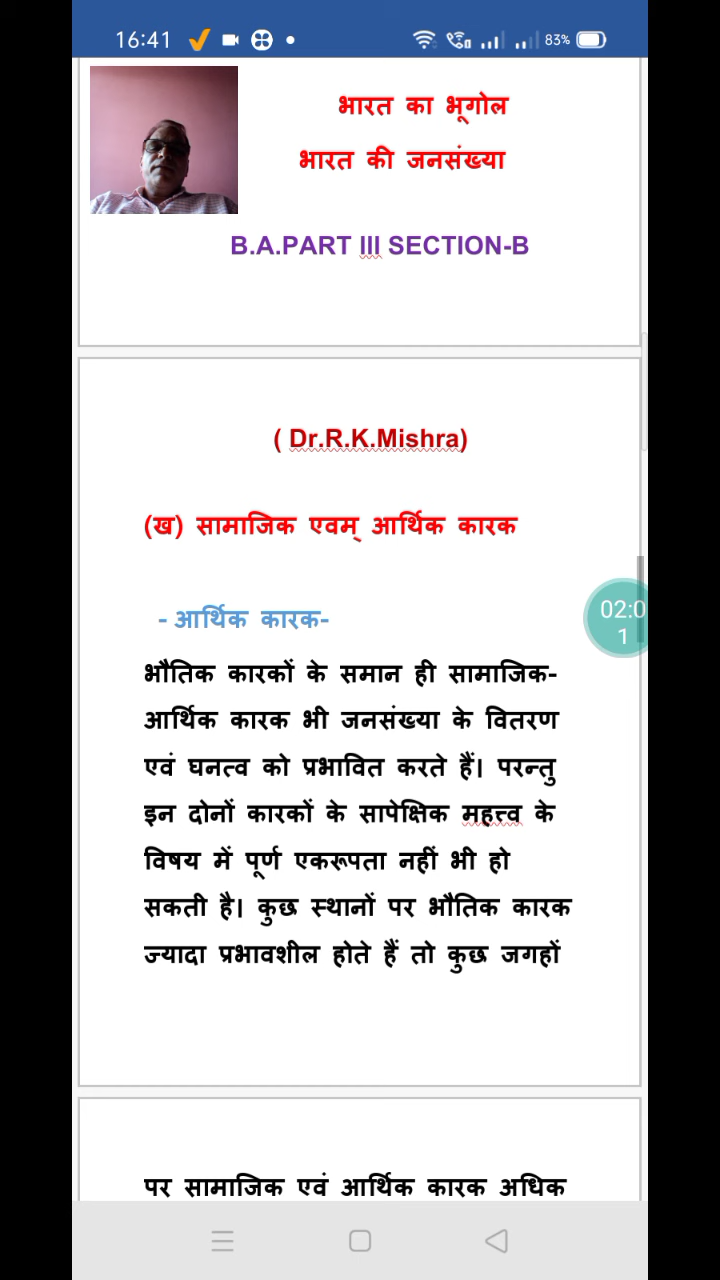 16:41
83%
भारत का भूगोल
भारत की जनसंख्या
B.A.PART III SECTION-B
( Dr.R.K.Mishra)
(ख) सामाजिक एवम् आर्थिक कारक
- आर्थिक कारक-
02:0
1
भौतिक कारकों के समान ही सामाजिक-
आर्थिक कारक भी जनसंख्या के वितरण
एवं घनत्व को प्रभावित करते हैं। परन्तु
इन दोनों कारकों के सापेक्षिक महत्त्व के
विषय में पूर्ण एकरूपता नहीं भी हो
सकती है। कुछ स्थानों पर भौतिक कारक
ज्यादा प्रभावशील होते हैं तो कुछ जगहों
पर सामाजिक एवं आर्थिक कारक अधिक